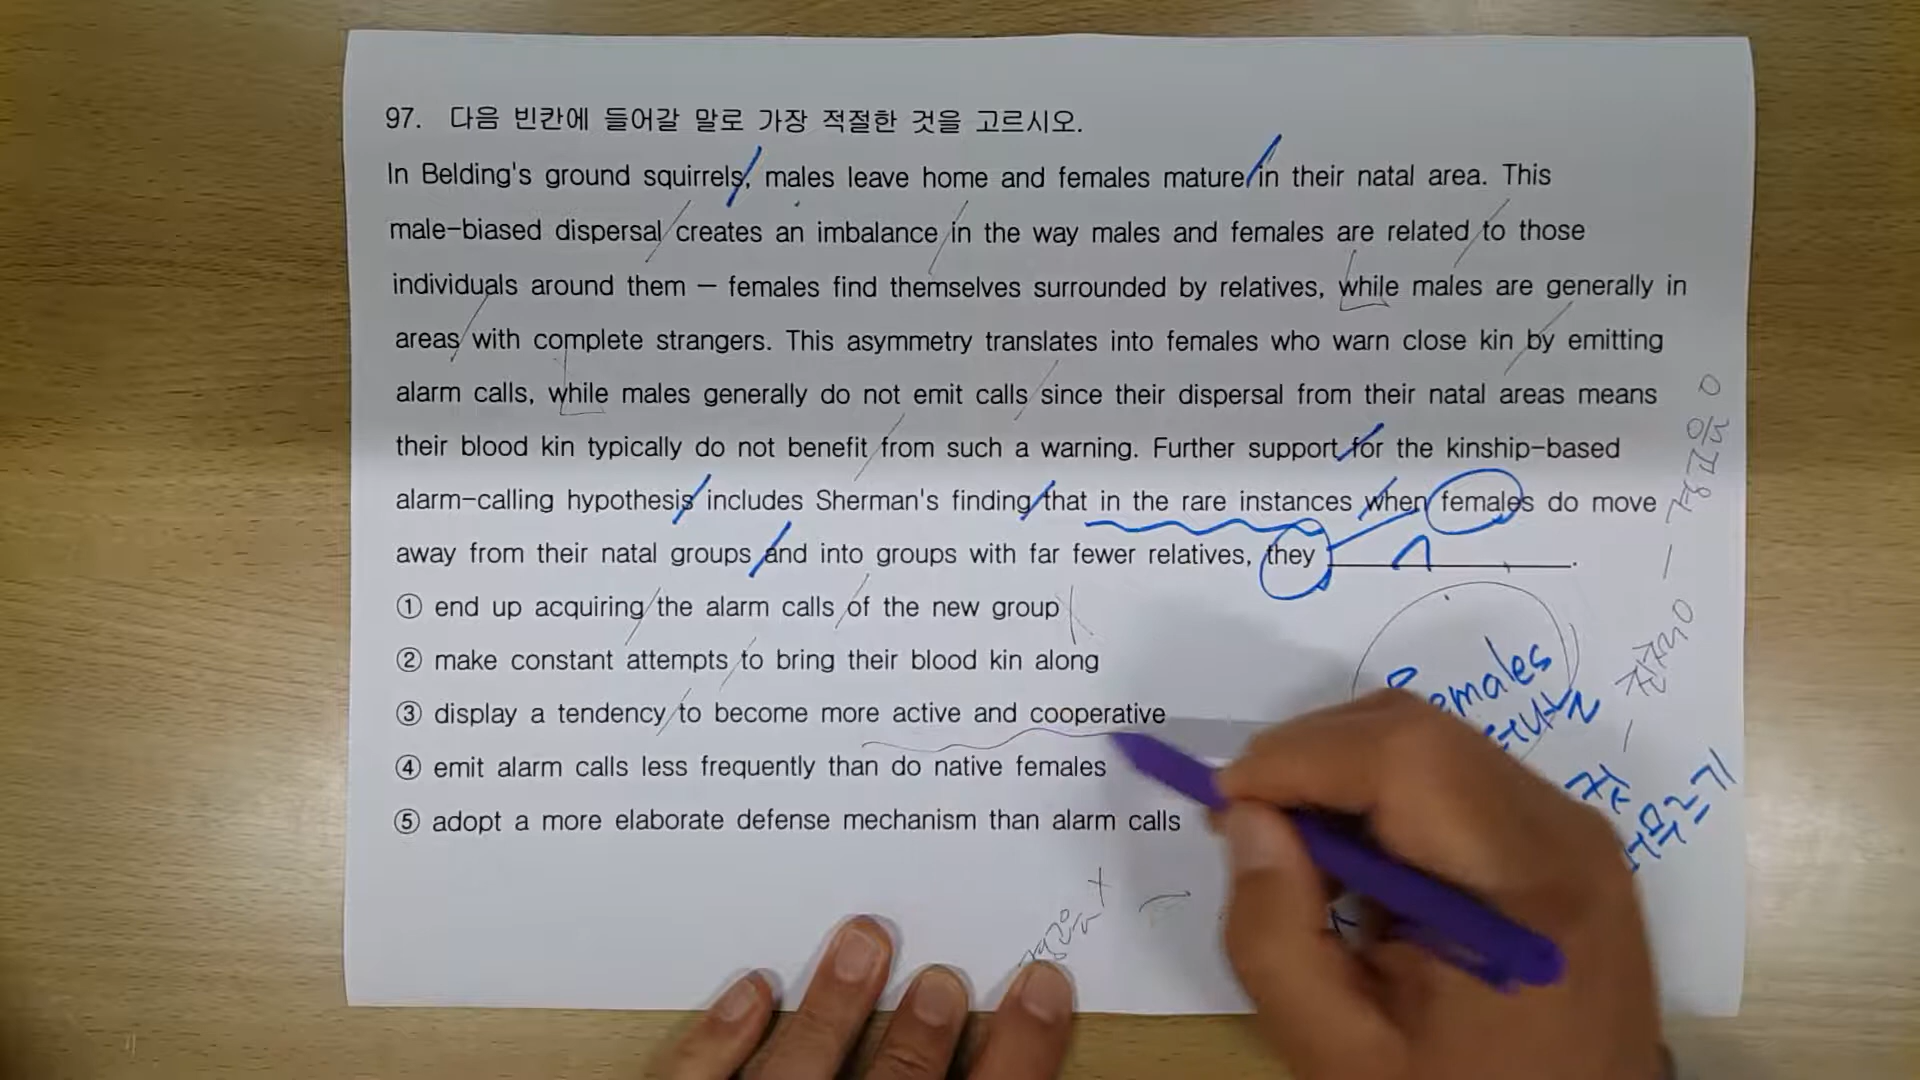 97. 다음 빈칸에 들어갈 말로 가장 적절한 것을 고르시오.
In Belding's ground squirrels, males leave home and females mature in their natal area. This
male-biased dispersal creates an imbalance in the way males and females are related to those
individuals around them – females find themselves surrounded by relatives, while males are generally in
areas with complete strangers. This asymmetry translates into females who warn close kin by emitting
alarm calls, while males generally do not emit calls since their dispersal from their natal areas means
their blood kin typically do not benefit from such a warning. Further support for the kinship-based
alarm-calling hypothesis includes Sherman's finding that in the rare instances when females do move
away from their natal groups and into groups with far fewer relatives, they ____________.
① end up acquiring the alarm calls of the new group
② make constant attempts to bring their blood kin along
③ display a tendency to become more active and cooperative
④ emit alarm calls less frequently than do native females
⑤ adopt a more elaborate defense mechanism than alarm calls
Females